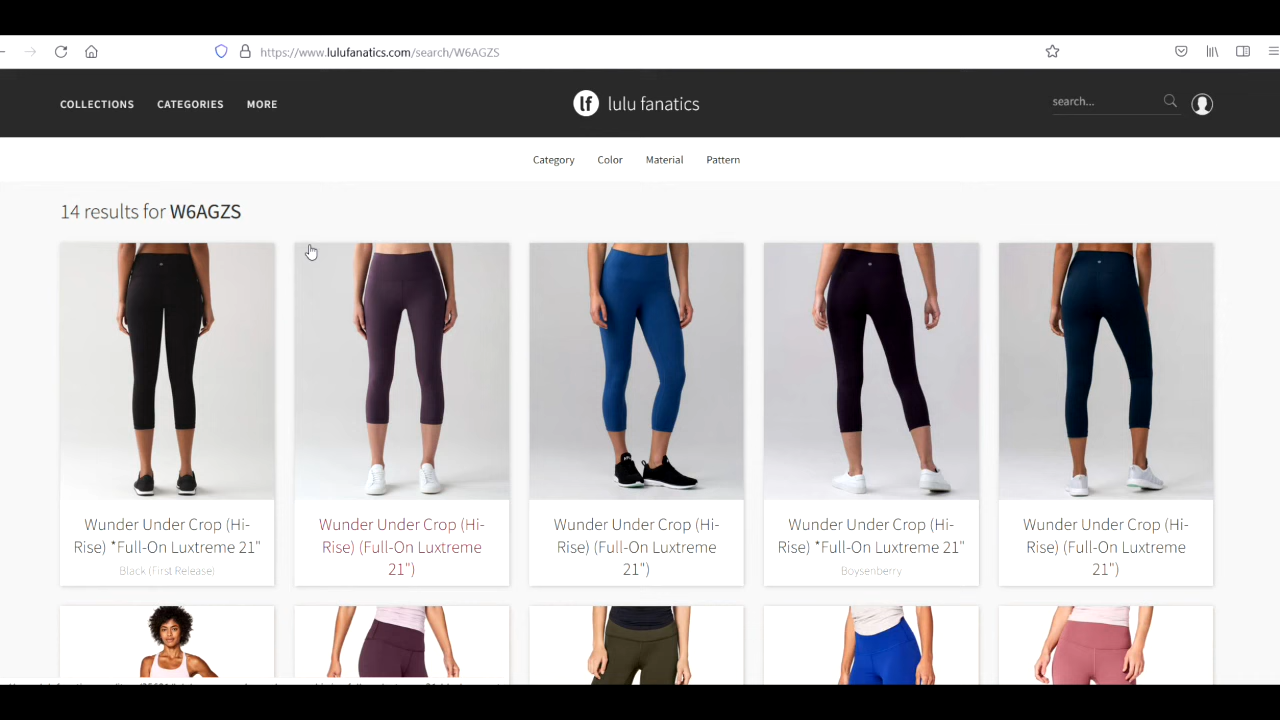 https://www.lulufanatics.com/search/W6AGZS
COLLECTIONS CATEGORIES MORE
lf lulu fanatics
search...
Category Color Material Pattern
14 results for W6AGZS
Wunder Under Crop (Hi-
Rise) *Full-On Luxtreme 21"
Black (First Release)
Wunder Under Crop (Hi-
Rise) (Full-On Luxtreme
21")
Wunder Under Crop (Hi-
Rise) (Full-On Luxtreme
21")
Wunder Under Crop (Hi-
Rise) *Full-On Luxtreme 21"
Boysenberry
Wunder Under Crop (Hi-
Rise) (Full-On Luxtreme
21")